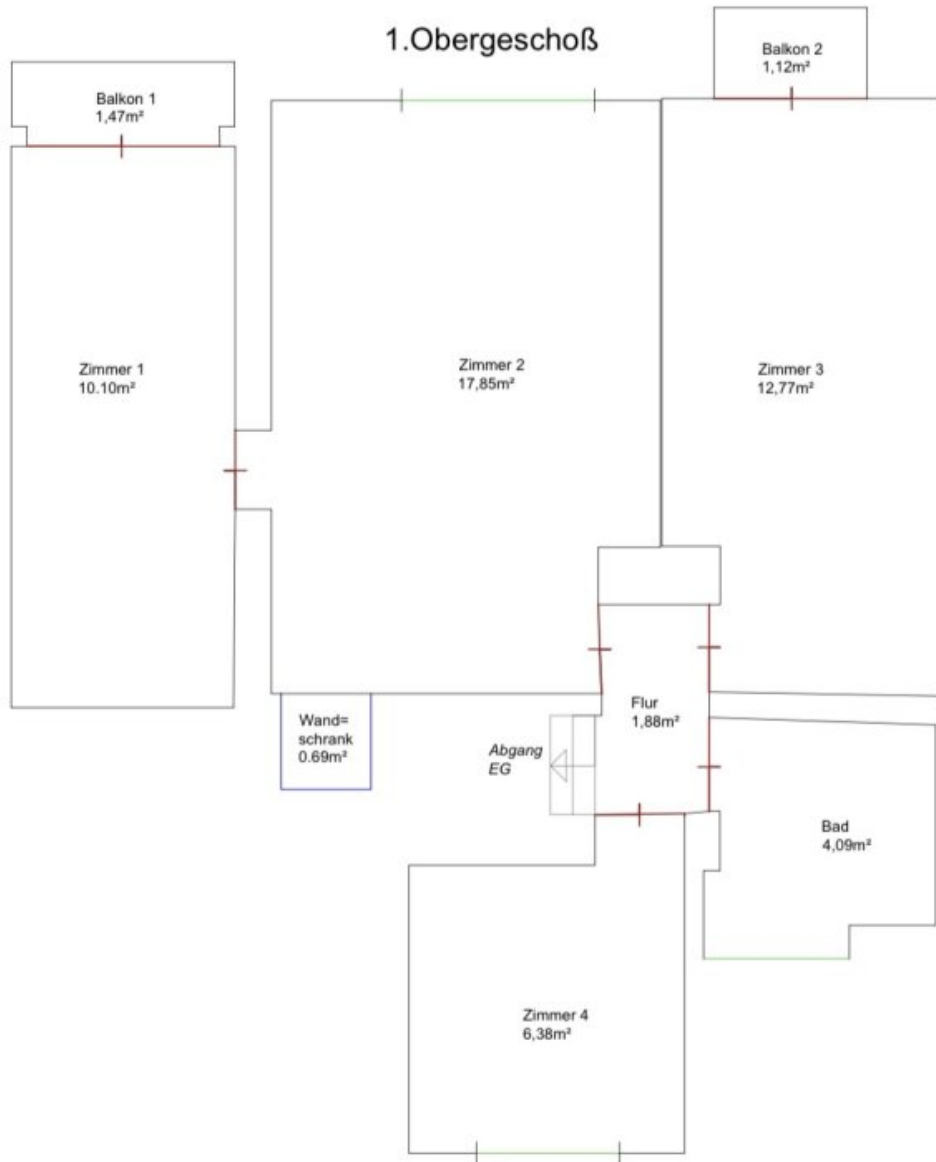 1.Obergeschoß
Balkon 2
1,12m²
Balkon 1
1,47m²
Zimmer 1
10.10m²
Zimmer 2
17,85m²
Zimmer 3
12,77m²
Wand=
schrank
0.69m²
Flur
1,88m²
Abgang
EG
Bad
4,09m²
Zimmer 4
6,38m²